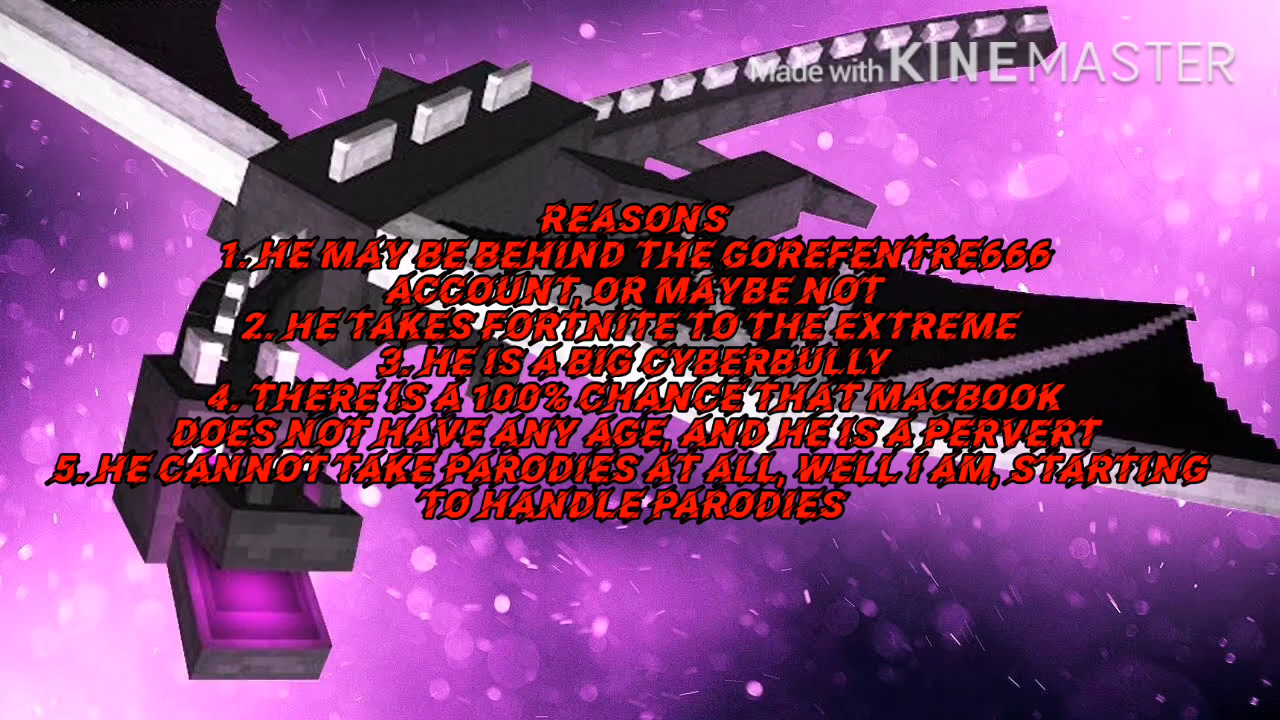 Made with KINEMASTER
REASONS
1. HE MAY BE BEHIND THE GOREFENTRE666
ACCOUNT, OR MAYBE NOT
2. HE TAKES FORTNITE TO THE EXTREME
3. HE IS A BIG CYBERBULLY
4. THERE IS A 100% CHANCE THAT MACBOOK
DOES NOT HAVE ANY AGE, AND HE IS A PERVERT
5. HE CANNOT TAKE PARODIES AT ALL, WELL I AM, STARTING
TO HANDLE PARODIES